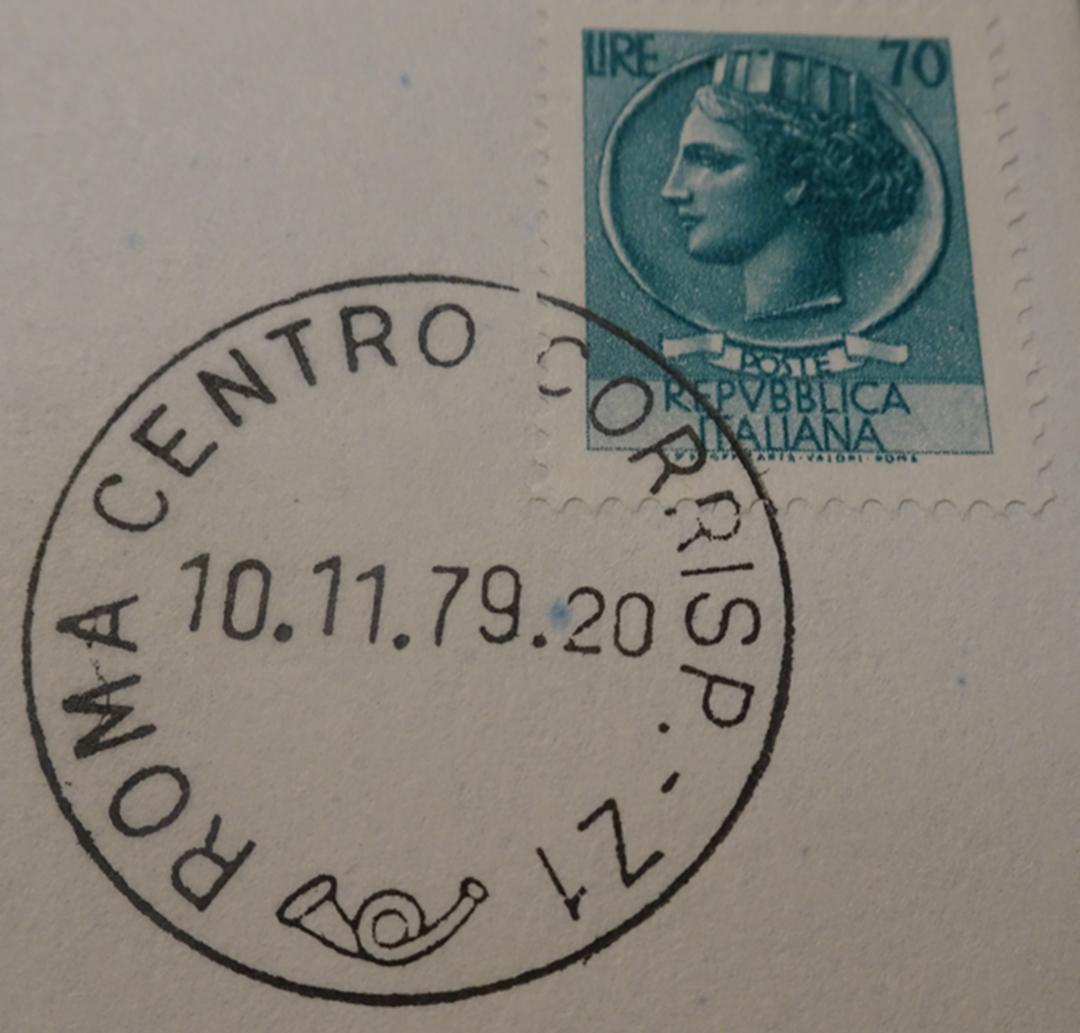 LIRE 70
POSTE
REPVBBLICA
ITALIANA
ROMA CENTRO CORRISP. - Z1
10.11.79.20